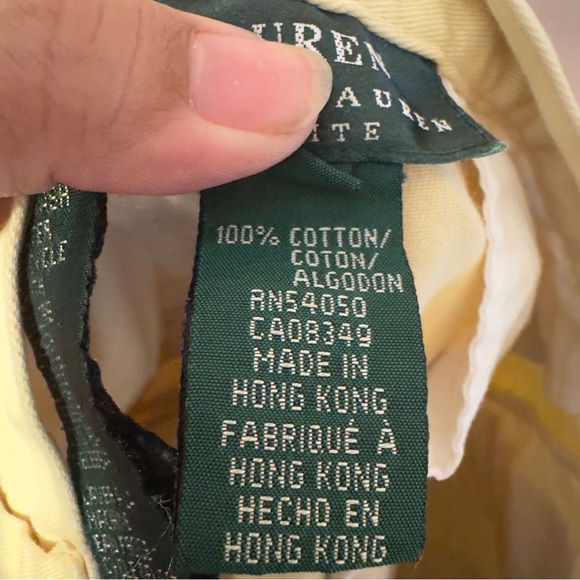 UREN
AUREN
ITE
100% COTTON/
COTON/
ALGODON
RN54050
CA08349
MADE IN
HONG KONG
FABRIQUÉ À
HONG KONG
HECHO EN
HONG KONG